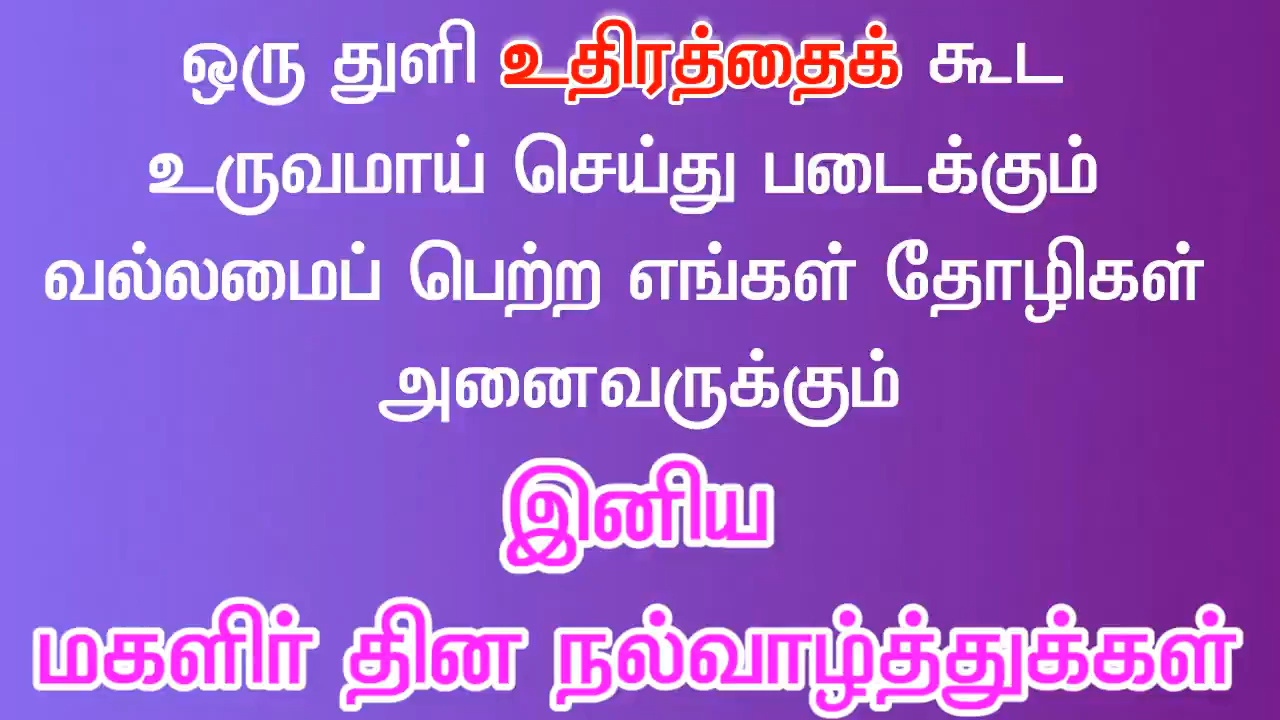 ஒரு துளி உதிரத்தைக் கூட
உருவமாய் செய்து படைக்கும்
வல்லமைப் பெற்ற எங்கள் தோழிகள்
அனைவருக்கும்
இனிய
மகளிர் தின நல்வாழ்த்துக்கள்